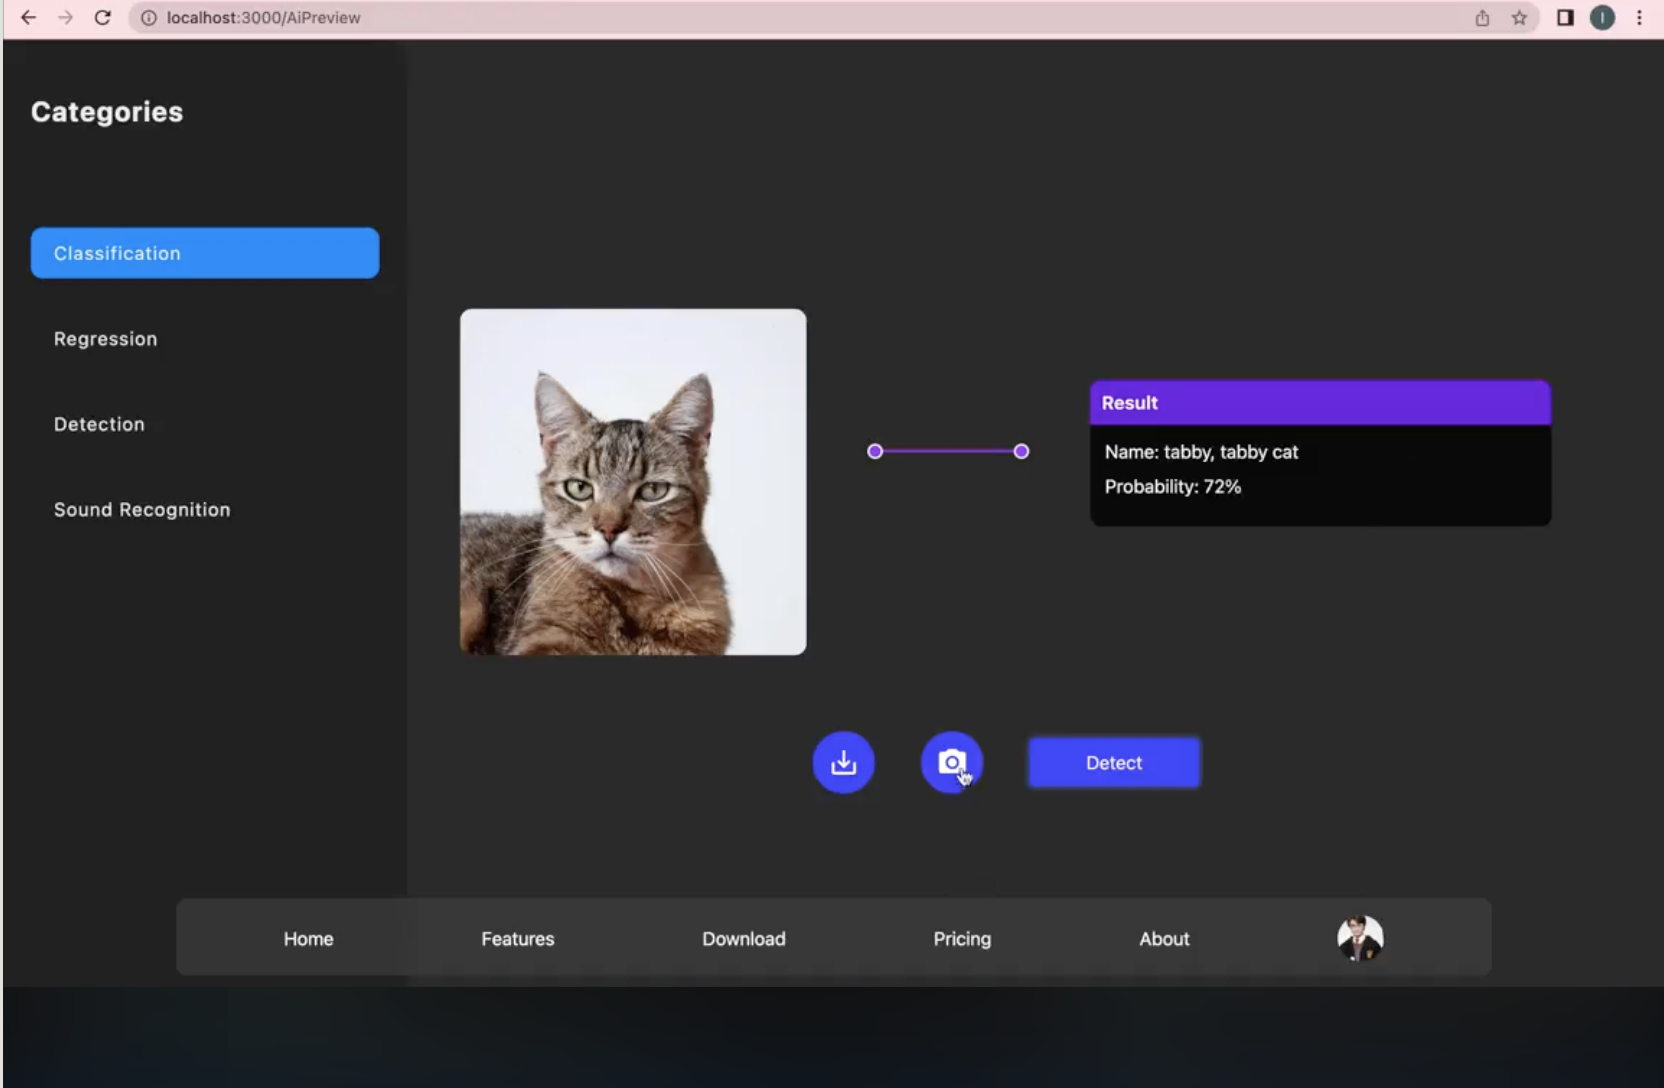 localhost:3000/AiPreview
I
Categories
Classification
Regression
Detection
Sound Recognition
Result
Name: tabby, tabby cat
Probability: 72%
Detect
Home Features Download Pricing About